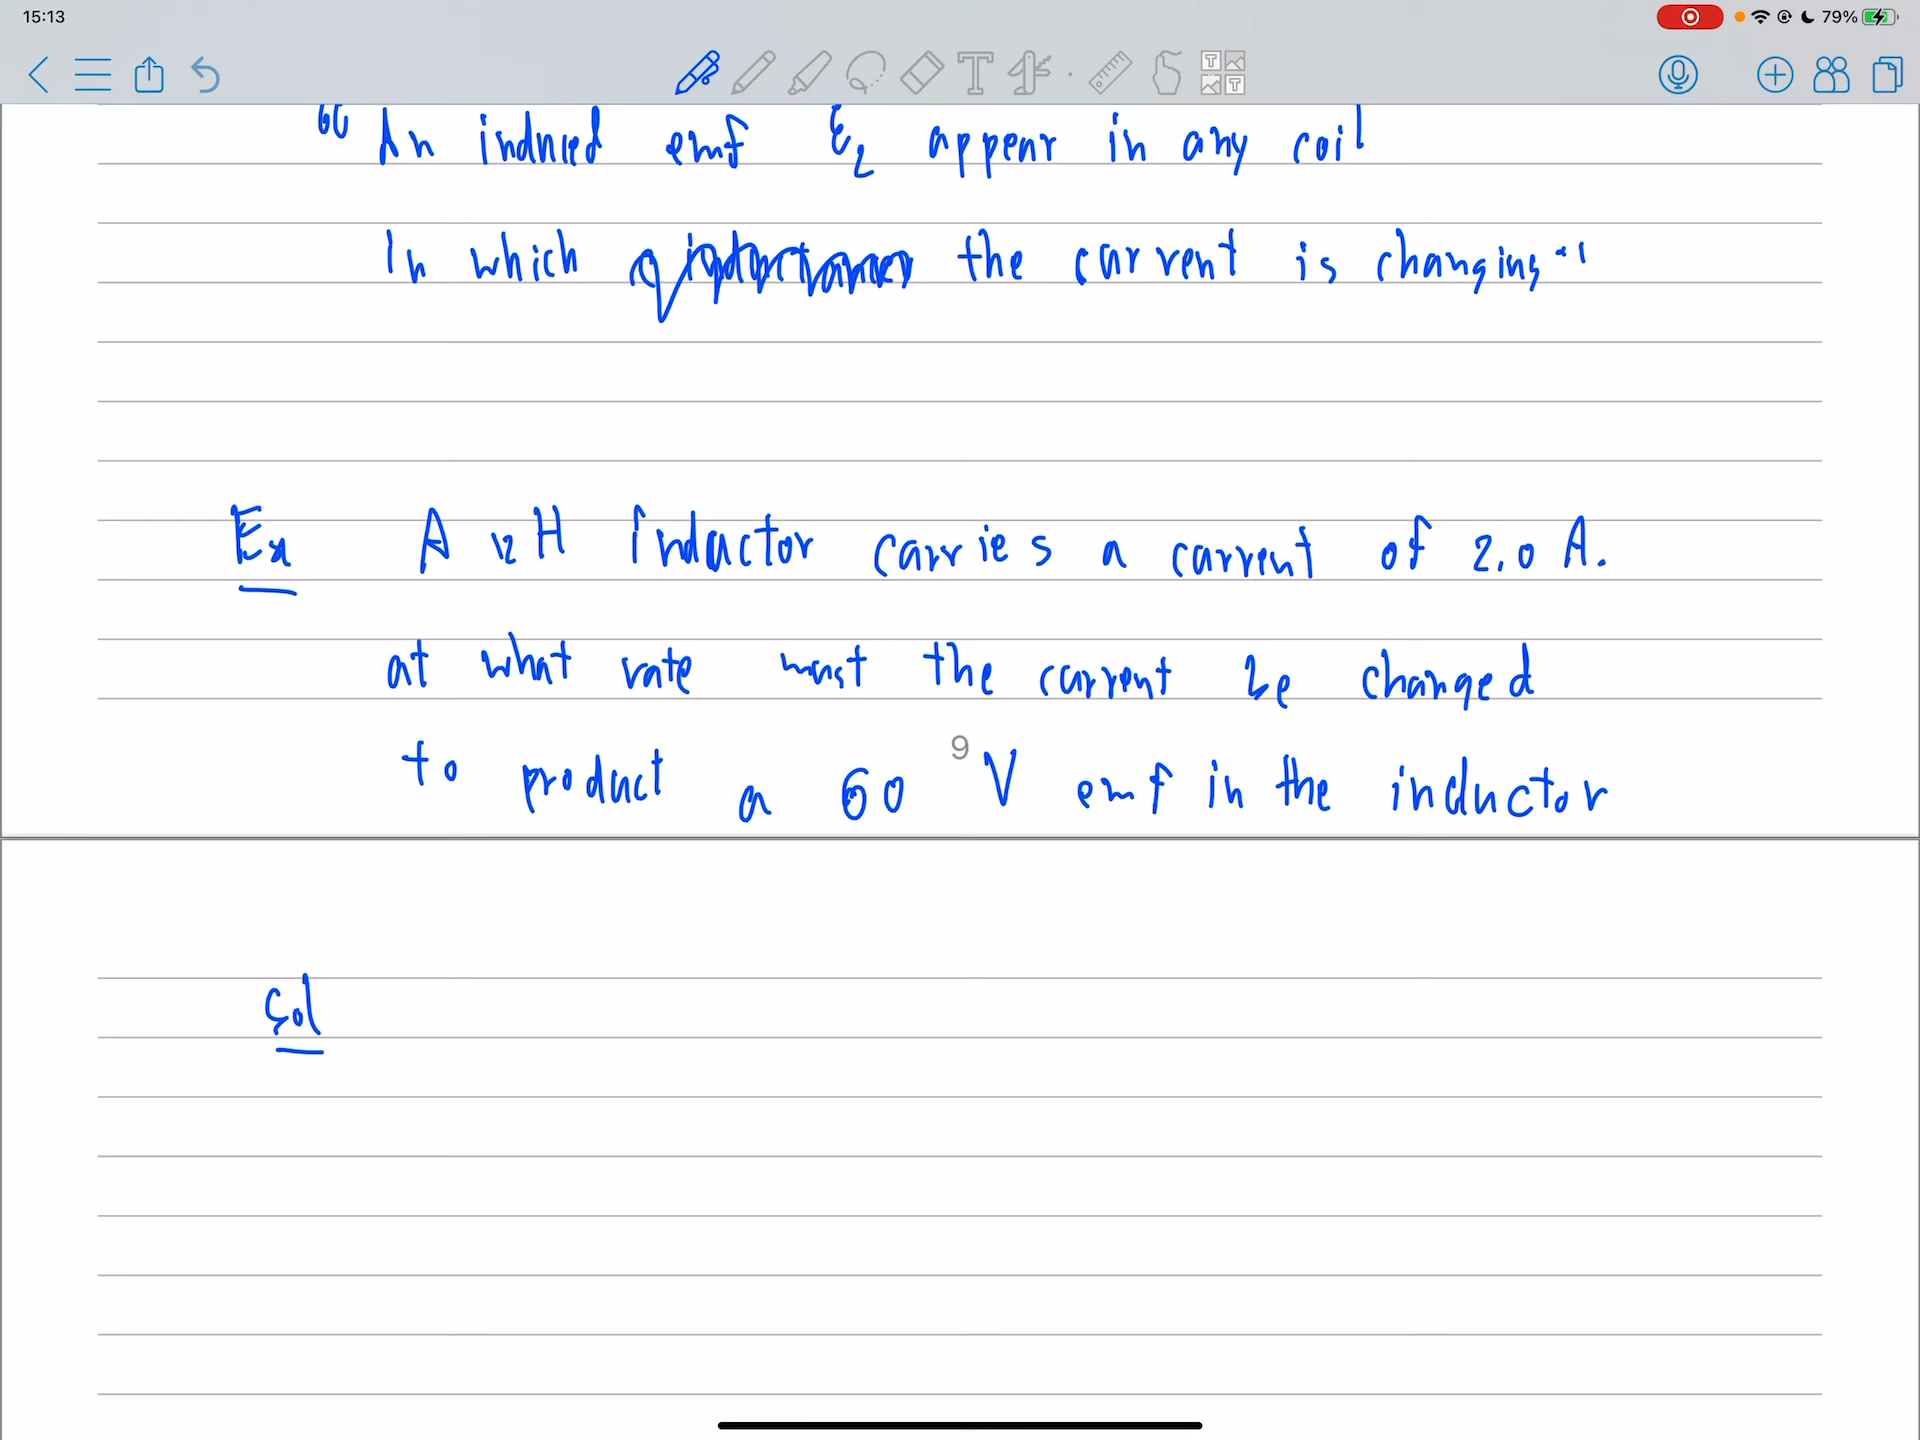 15:13
79%
“ An induced emf ε_L appear in any coil
in which the current is changing "
Ex A 12 H inductor carries a current of 2.0 A.
at what rate must the current be changed
to product a 60 V emf in the inductor
9
Sol